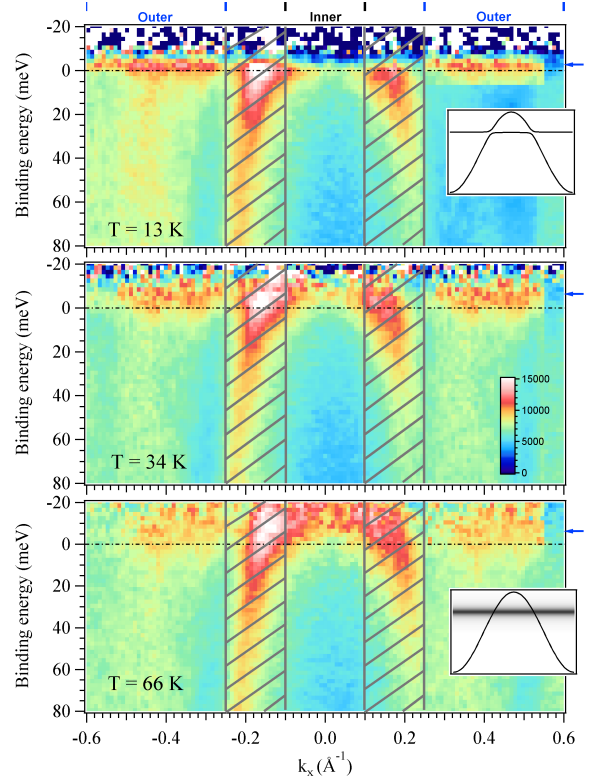 Outer Inner Outer
-20
0
20
40
60
80
Binding energy (meV)
T = 13 K
-20
0
20
40
60
80
Binding energy (meV)
T = 34 K
15000
10000
5000
0
-20
0
20
40
60
80
Binding energy (meV)
T = 66 K
-0.6 -0.4 -0.2 0.0 0.2 0.4 0.6
kx (Å-1)